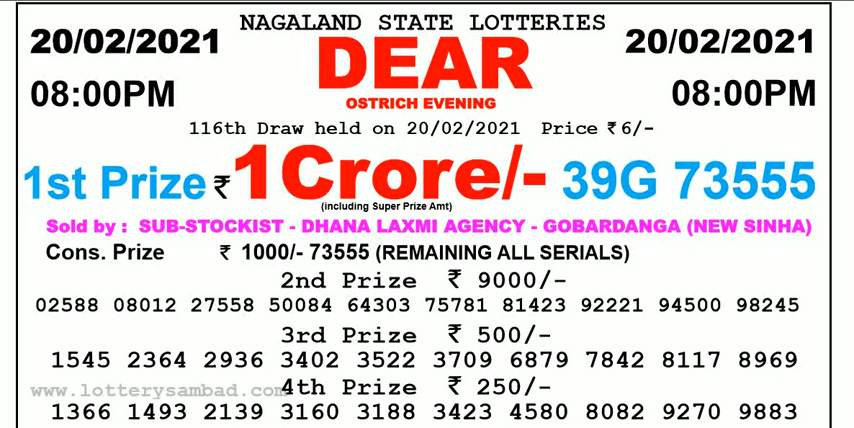 NAGALAND STATE LOTTERIES
20/02/2021 DEAR 20/02/2021
08:00PM OSTRICH EVENING 08:00PM
116th Draw held on 20/02/2021 Price ₹6/-
1st Prize ₹1Crore/- 39G 73555
(including Super Prize Amt)
Sold by : SUB-STOCKIST - DHANA LAXMI AGENCY - GOBARDANGA (NEW SINHA)
Cons. Prize ₹ 1000/- 73555 (REMAINING ALL SERIALS)
2nd Prize ₹ 9000/-
02588 08012 27558 50084 64303 75781 81423 92221 94500 98245
3rd Prize ₹ 500/-
1545 2364 2936 3402 3522 3709 6879 7842 8117 8969
www.lotterysambad.com 4th Prize ₹ 250/-
1366 1493 2139 3160 3188 3423 4580 8082 9270 9883